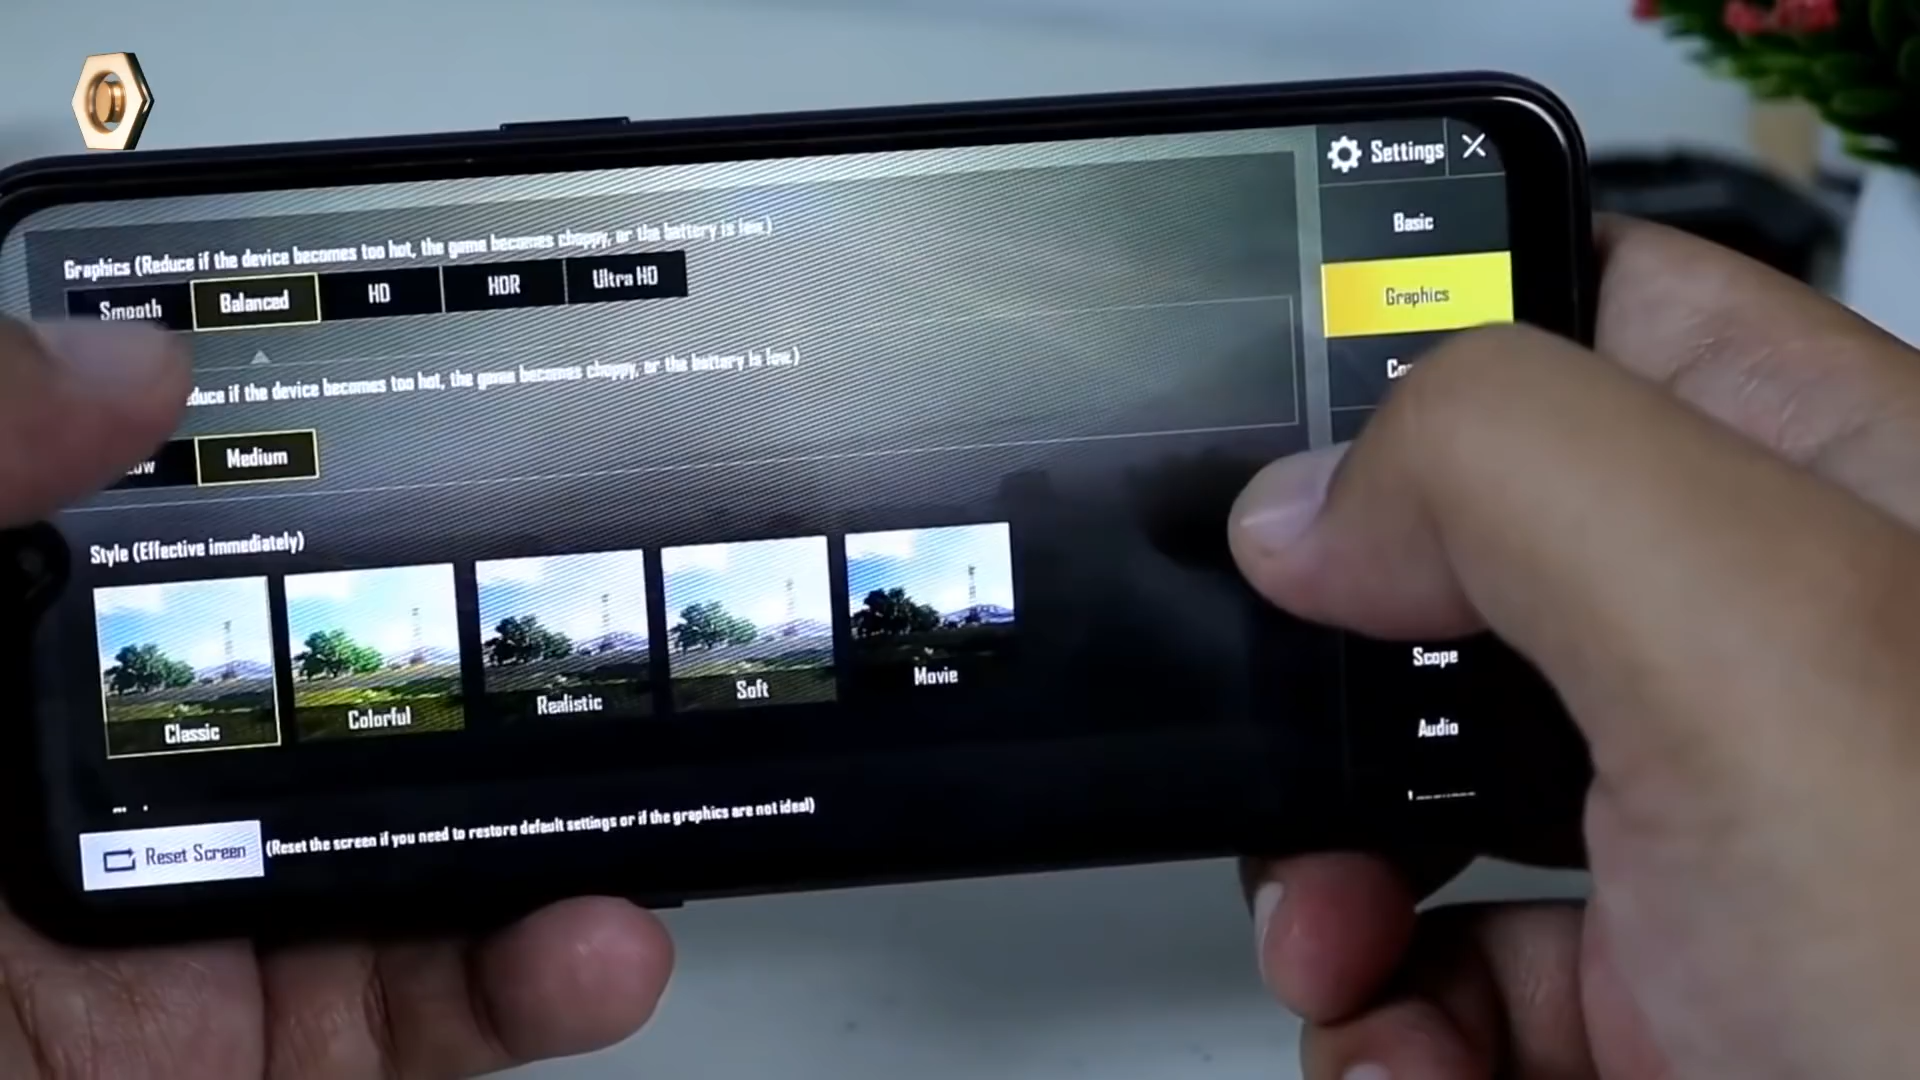 Settings
Basic
Graphics
Scope
Audio
Graphics (Reduce if the device becomes too hot, the game becomes choppy, or the battery is low.)
Smooth Balanced HD HDR Ultra HD
if the device becomes too hot, the game becomes choppy, or the battery is low.)
Medium
Style (Effective immediately)
Classic Colorful Realistic Soft Movie
Reset Screen (Reset the screen if you need to restore default settings or if the graphics are not ideal)